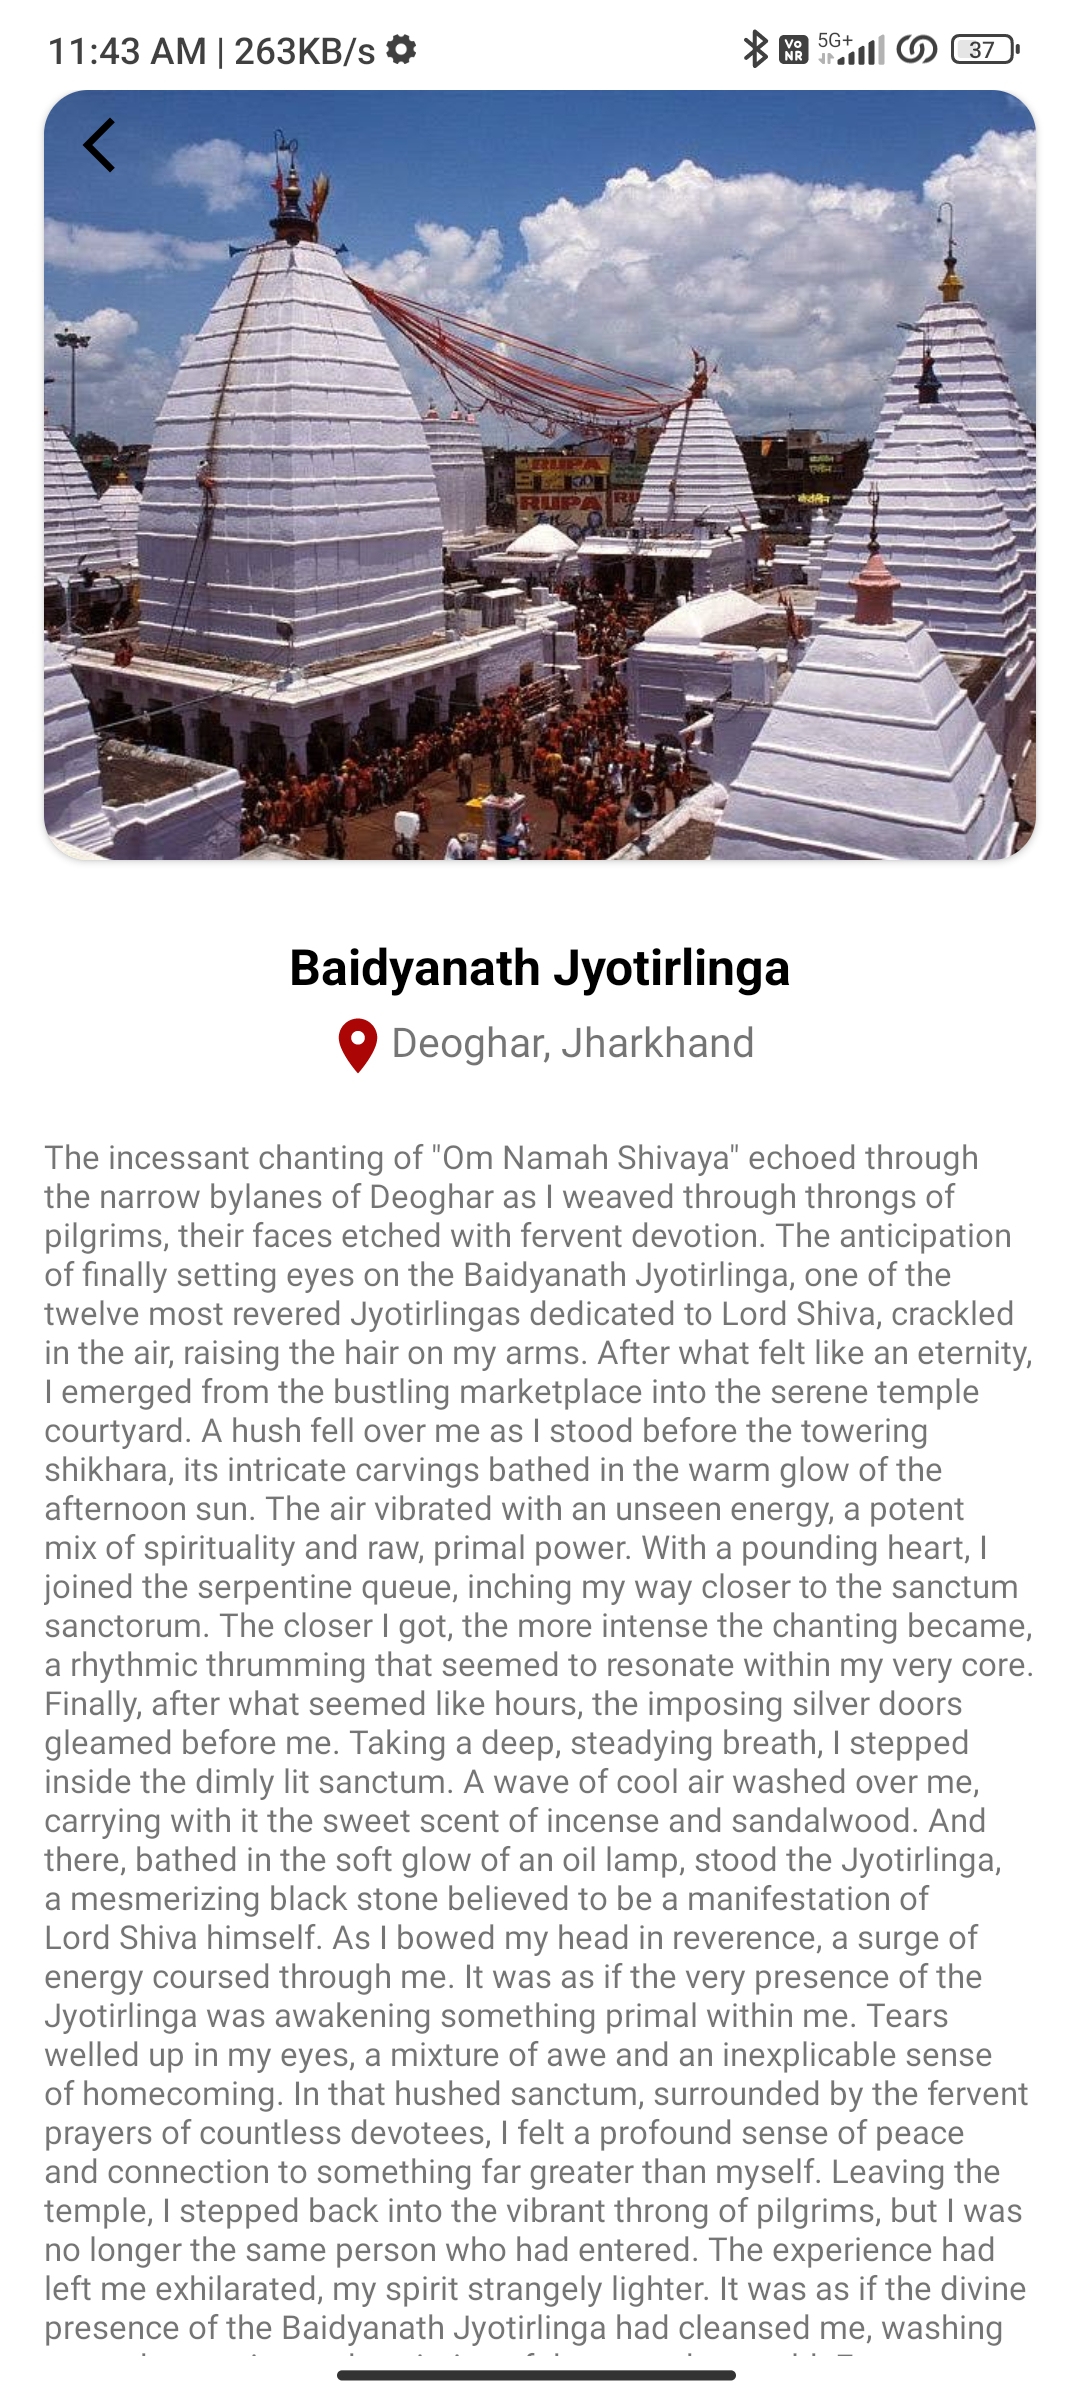 11:43 AM | 263KB/s
Vo
NR
5G+
37
RUPA
RUPA
RU
Baidyanath Jyotirlinga
Deoghar, Jharkhand
The incessant chanting of "Om Namah Shivaya" echoed through
the narrow bylanes of Deoghar as I weaved through throngs of
pilgrims, their faces etched with fervent devotion. The anticipation
of finally setting eyes on the Baidyanath Jyotirlinga, one of the
twelve most revered Jyotirlingas dedicated to Lord Shiva, crackled
in the air, raising the hair on my arms. After what felt like an eternity,
I emerged from the bustling marketplace into the serene temple
courtyard. A hush fell over me as I stood before the towering
shikhara, its intricate carvings bathed in the warm glow of the
afternoon sun. The air vibrated with an unseen energy, a potent
mix of spirituality and raw, primal power. With a pounding heart, I
joined the serpentine queue, inching my way closer to the sanctum
sanctorum. The closer I got, the more intense the chanting became,
a rhythmic thrumming that seemed to resonate within my very core.
Finally, after what seemed like hours, the imposing silver doors
gleamed before me. Taking a deep, steadying breath, I stepped
inside the dimly lit sanctum. A wave of cool air washed over me,
carrying with it the sweet scent of incense and sandalwood. And
there, bathed in the soft glow of an oil lamp, stood the Jyotirlinga,
a mesmerizing black stone believed to be a manifestation of
Lord Shiva himself. As I bowed my head in reverence, a surge of
energy coursed through me. It was as if the very presence of the
Jyotirlinga was awakening something primal within me. Tears
welled up in my eyes, a mixture of awe and an inexplicable sense
of homecoming. In that hushed sanctum, surrounded by the fervent
prayers of countless devotees, I felt a profound sense of peace
and connection to something far greater than myself. Leaving the
temple, I stepped back into the vibrant throng of pilgrims, but I was
no longer the same person who had entered. The experience had
left me exhilarated, my spirit strangely lighter. It was as if the divine
presence of the Baidyanath Jyotirlinga had cleansed me, washing